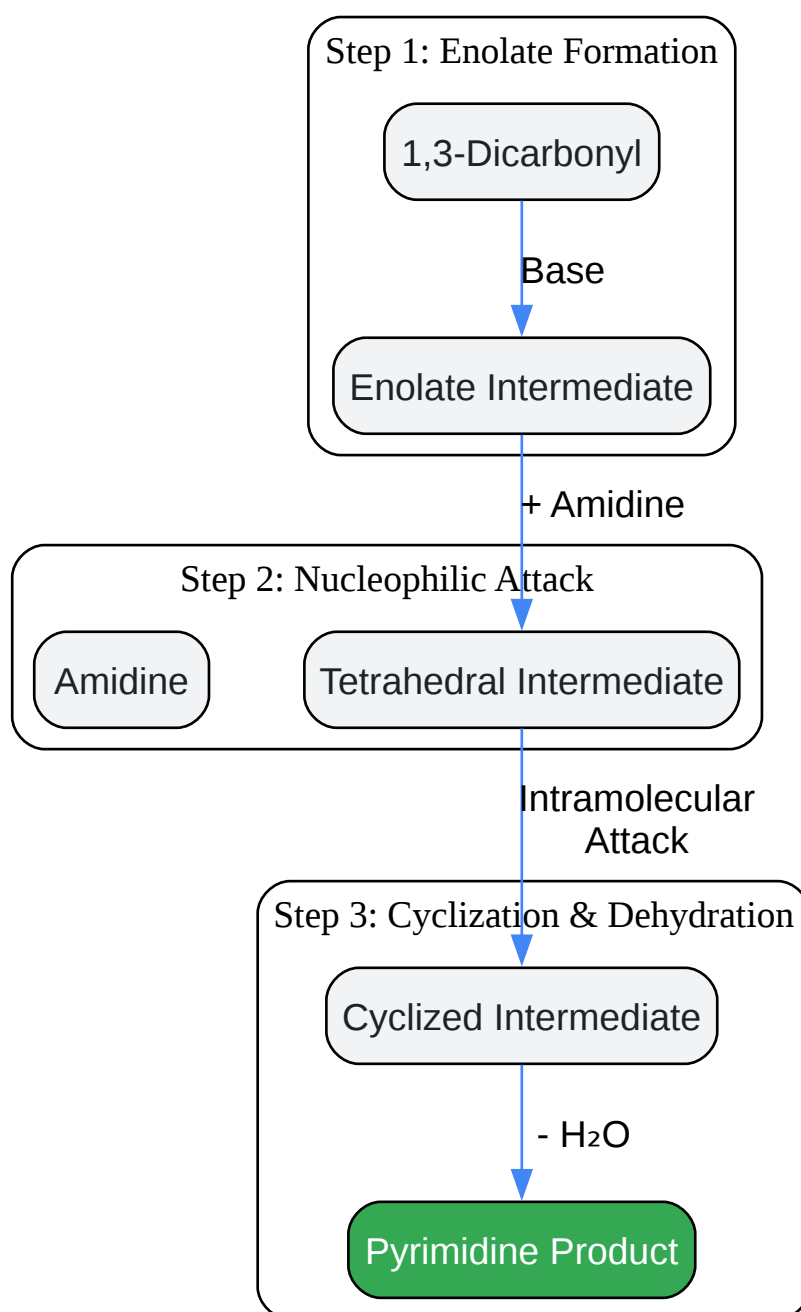 Step 1: Enolate Formation
1,3-Dicarbonyl
Base
Enolate Intermediate
+ Amidine
Step 2: Nucleophilic Attack
Amidine
Tetrahedral Intermediate
Intramolecular
Attack
Step 3: Cyclization & Dehydration
Cyclized Intermediate
- H₂O
Pyrimidine Product